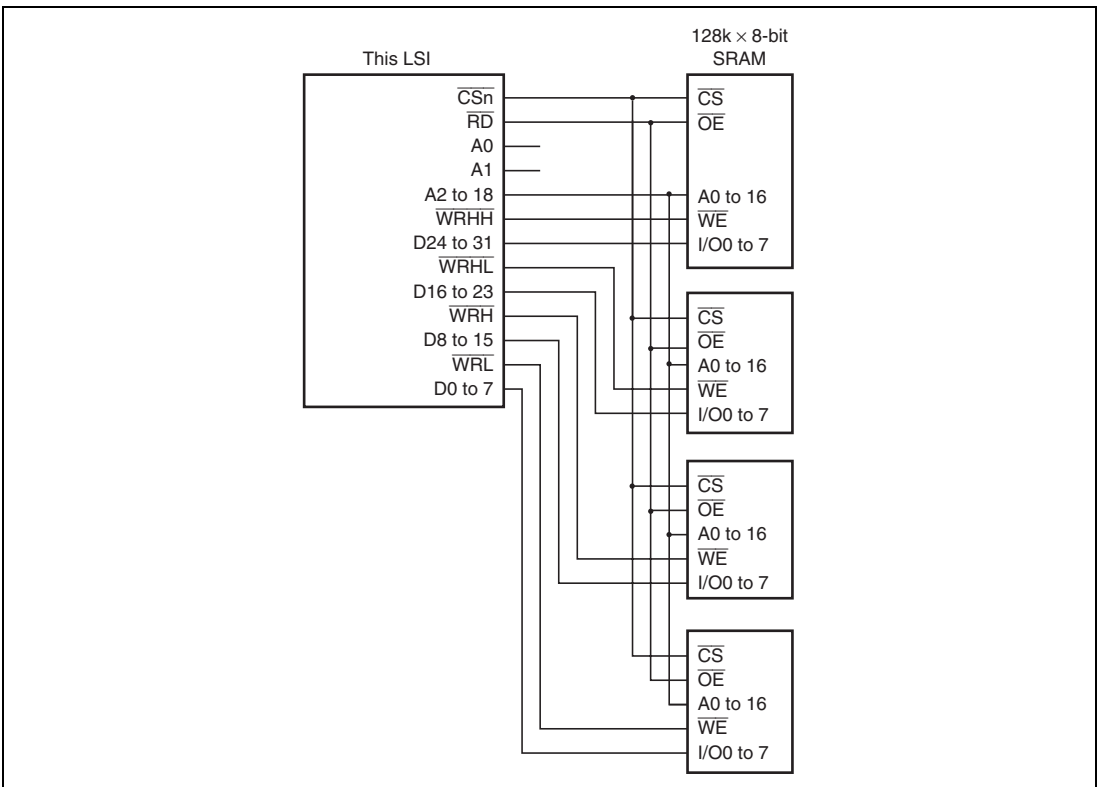 128k × 8-bit
SRAM
This LSI
CSn
RD
A0
A1
A2 to 18
WRHH
D24 to 31
WRHL
D16 to 23
WRH
D8 to 15
WRL
D0 to 7
CS
OE
A0 to 16
WE
I/O0 to 7
CS
OE
A0 to 16
WE
I/O0 to 7
CS
OE
A0 to 16
WE
I/O0 to 7
CS
OE
A0 to 16
WE
I/O0 to 7